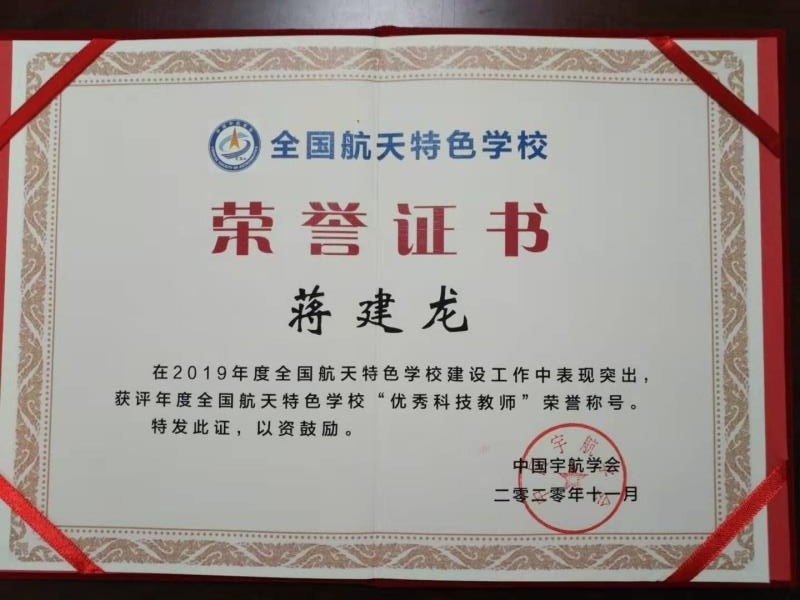 全国航天特色学校
荣誉证书
蒋建龙
在2019年度全国航天特色学校建设工作中表现突出，
获评年度全国航天特色学校“优秀科技教师”荣誉称号。
特发此证，以资鼓励。
中国宇航学会
二零二零年十一月